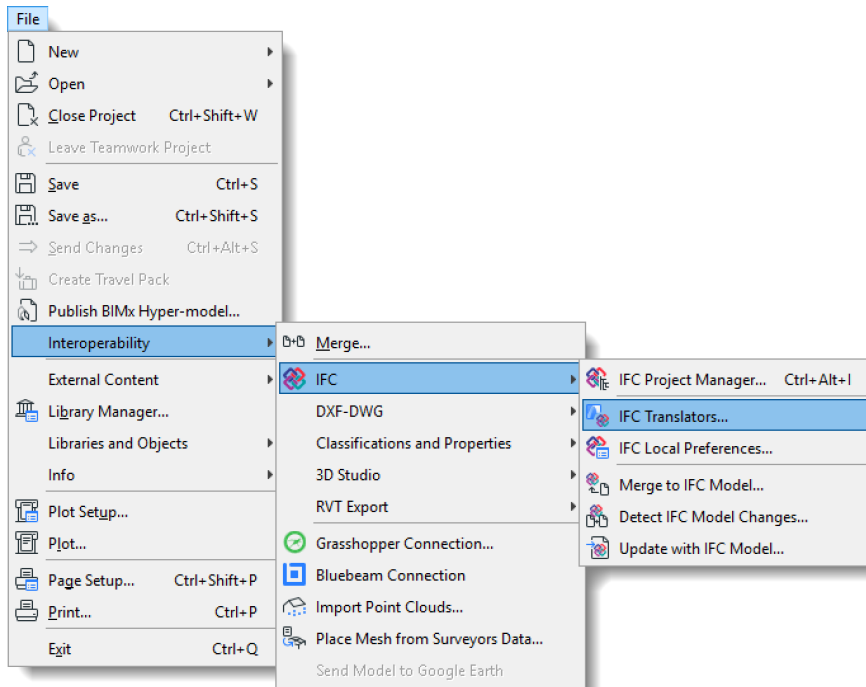 File
New
Open
Close Project Ctrl+Shift+W
Leave Teamwork Project
Save Ctrl+S
Save as... Ctrl+Shift+S
Send Changes Ctrl+Alt+S
Create Travel Pack
Publish BIMx Hyper-model...
Interoperability
External Content
Library Manager...
Libraries and Objects
Info
Plot Setup...
Plot...
Page Setup... Ctrl+Shift+P
Print... Ctrl+P
Exit Ctrl+Q
Merge...
IFC
DXF-DWG
Classifications and Properties
3D Studio
RVT Export
Grasshopper Connection...
Bluebeam Connection
Import Point Clouds...
Place Mesh from Surveyors Data...
Send Model to Google Earth
IFC Project Manager... Ctrl+Alt+I
IFC Translators...
IFC Local Preferences...
Merge to IFC Model...
Detect IFC Model Changes...
Update with IFC Model...